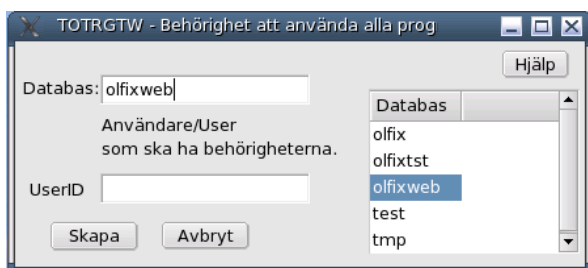 TOTRGTW - Behörighet att använda alla prog
Hjälp
Databas: olfixweb
Användare/User
som ska ha behörigheterna.
UserID
Skapa Avbryt
Databas
olfix
olfixtst
olfixweb
test
tmp